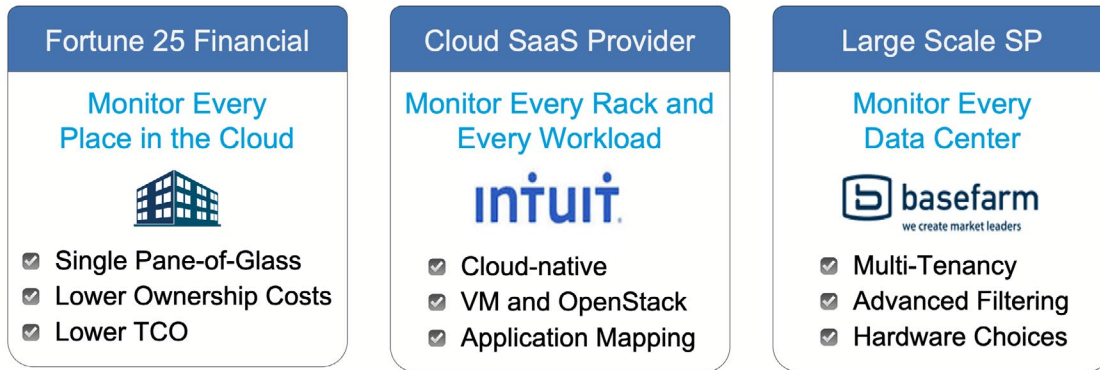 Fortune 25 Financial
Monitor Every
Place in the Cloud
Single Pane-of-Glass
Lower Ownership Costs
Lower TCO
Cloud SaaS Provider
Monitor Every Rack and
Every Workload
intuit.
Cloud-native
VM and OpenStack
Application Mapping
Large Scale SP
Monitor Every
Data Center
b basefarm
we create market leaders
Multi-Tenancy
Advanced Filtering
Hardware Choices